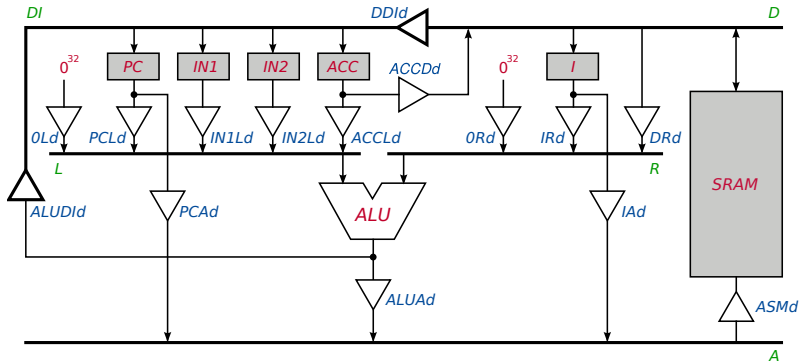 DI
DDId
D
0³²
PC
IN1
IN2
ACC
ACCDd
0³²
I
0Ld
PCLd
IN1Ld
IN2Ld
ACCLd
0Rd
IRd
DRd
L
R
SRAM
ALUDId
PCAd
ALU
IAd
ALUAd
ASMd
A